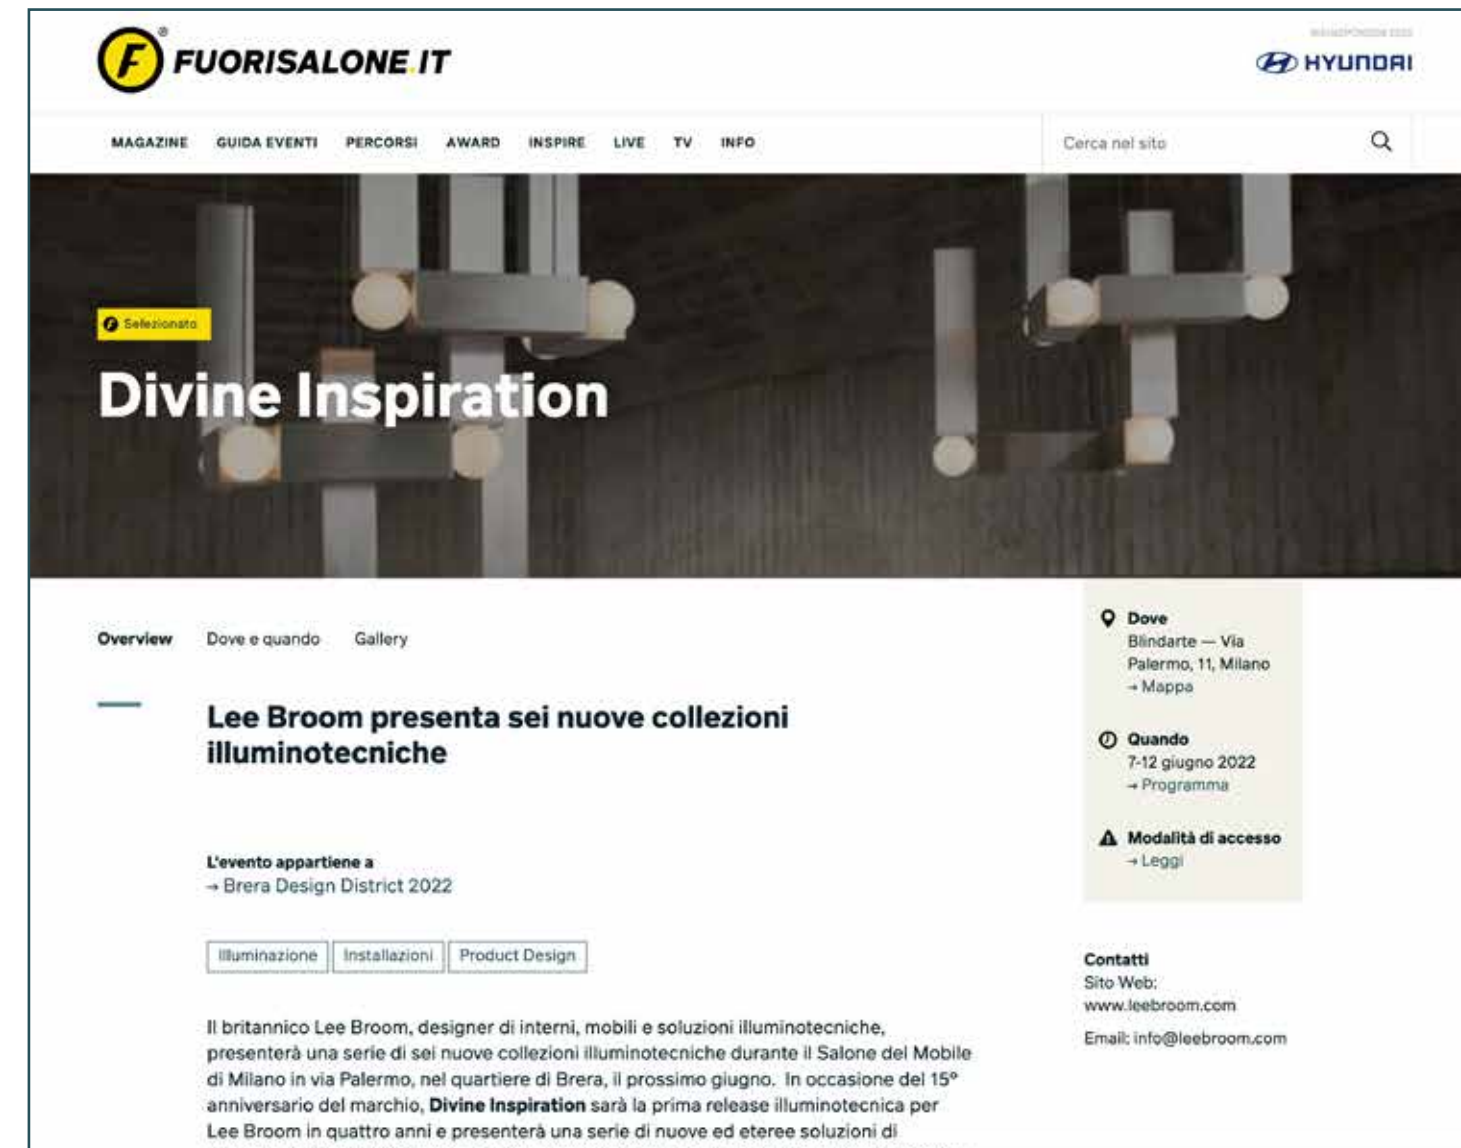 FUORISALONE.IT
HYUNDAI
MAGAZINE GUIDA EVENTI PERCORSI AWARD INSPIRE LIVE TV INFO
Cerca nel sito
Selezionato
Divine Inspiration
Overview Dove e quando Gallery
Lee Broom presenta sei nuove collezioni
illuminotecniche
L'evento appartiene a
→ Brera Design District 2022
Illuminazione Installazioni Product Design
Il britannico Lee Broom, designer di interni, mobili e soluzioni illuminotecniche,
presenterà una serie di sei nuove collezioni illuminotecniche durante il Salone del Mobile
di Milano in via Palermo, nel quartiere di Brera, il prossimo giugno. In occasione del 15°
anniversario del marchio, Divine Inspiration sarà la prima release illuminotecnica per
Lee Broom in quattro anni e presenterà una serie di nuove ed eteree soluzioni di
Dove
Blindarte — Via
Palermo, 11, Milano
→ Mappa
Quando
7-12 giugno 2022
→ Programma
Modalità di accesso
→ Leggi
Contatti
Sito Web:
www.leebroom.com
Email: info@leebroom.com